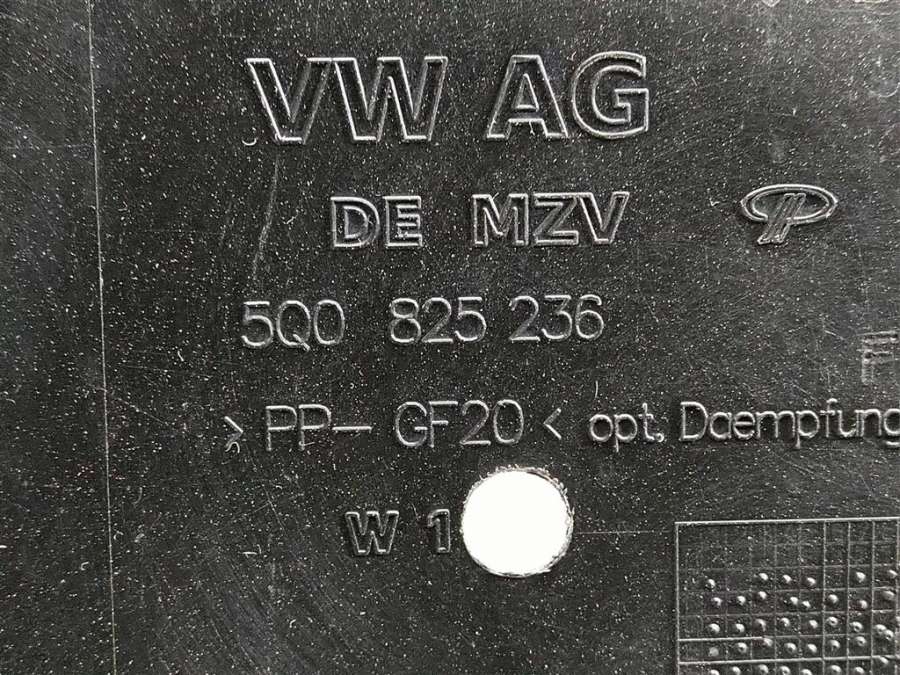 VW AG
DE MZV
5Q0 825 236
>PP-GF20< opt. Daempfung
W 1